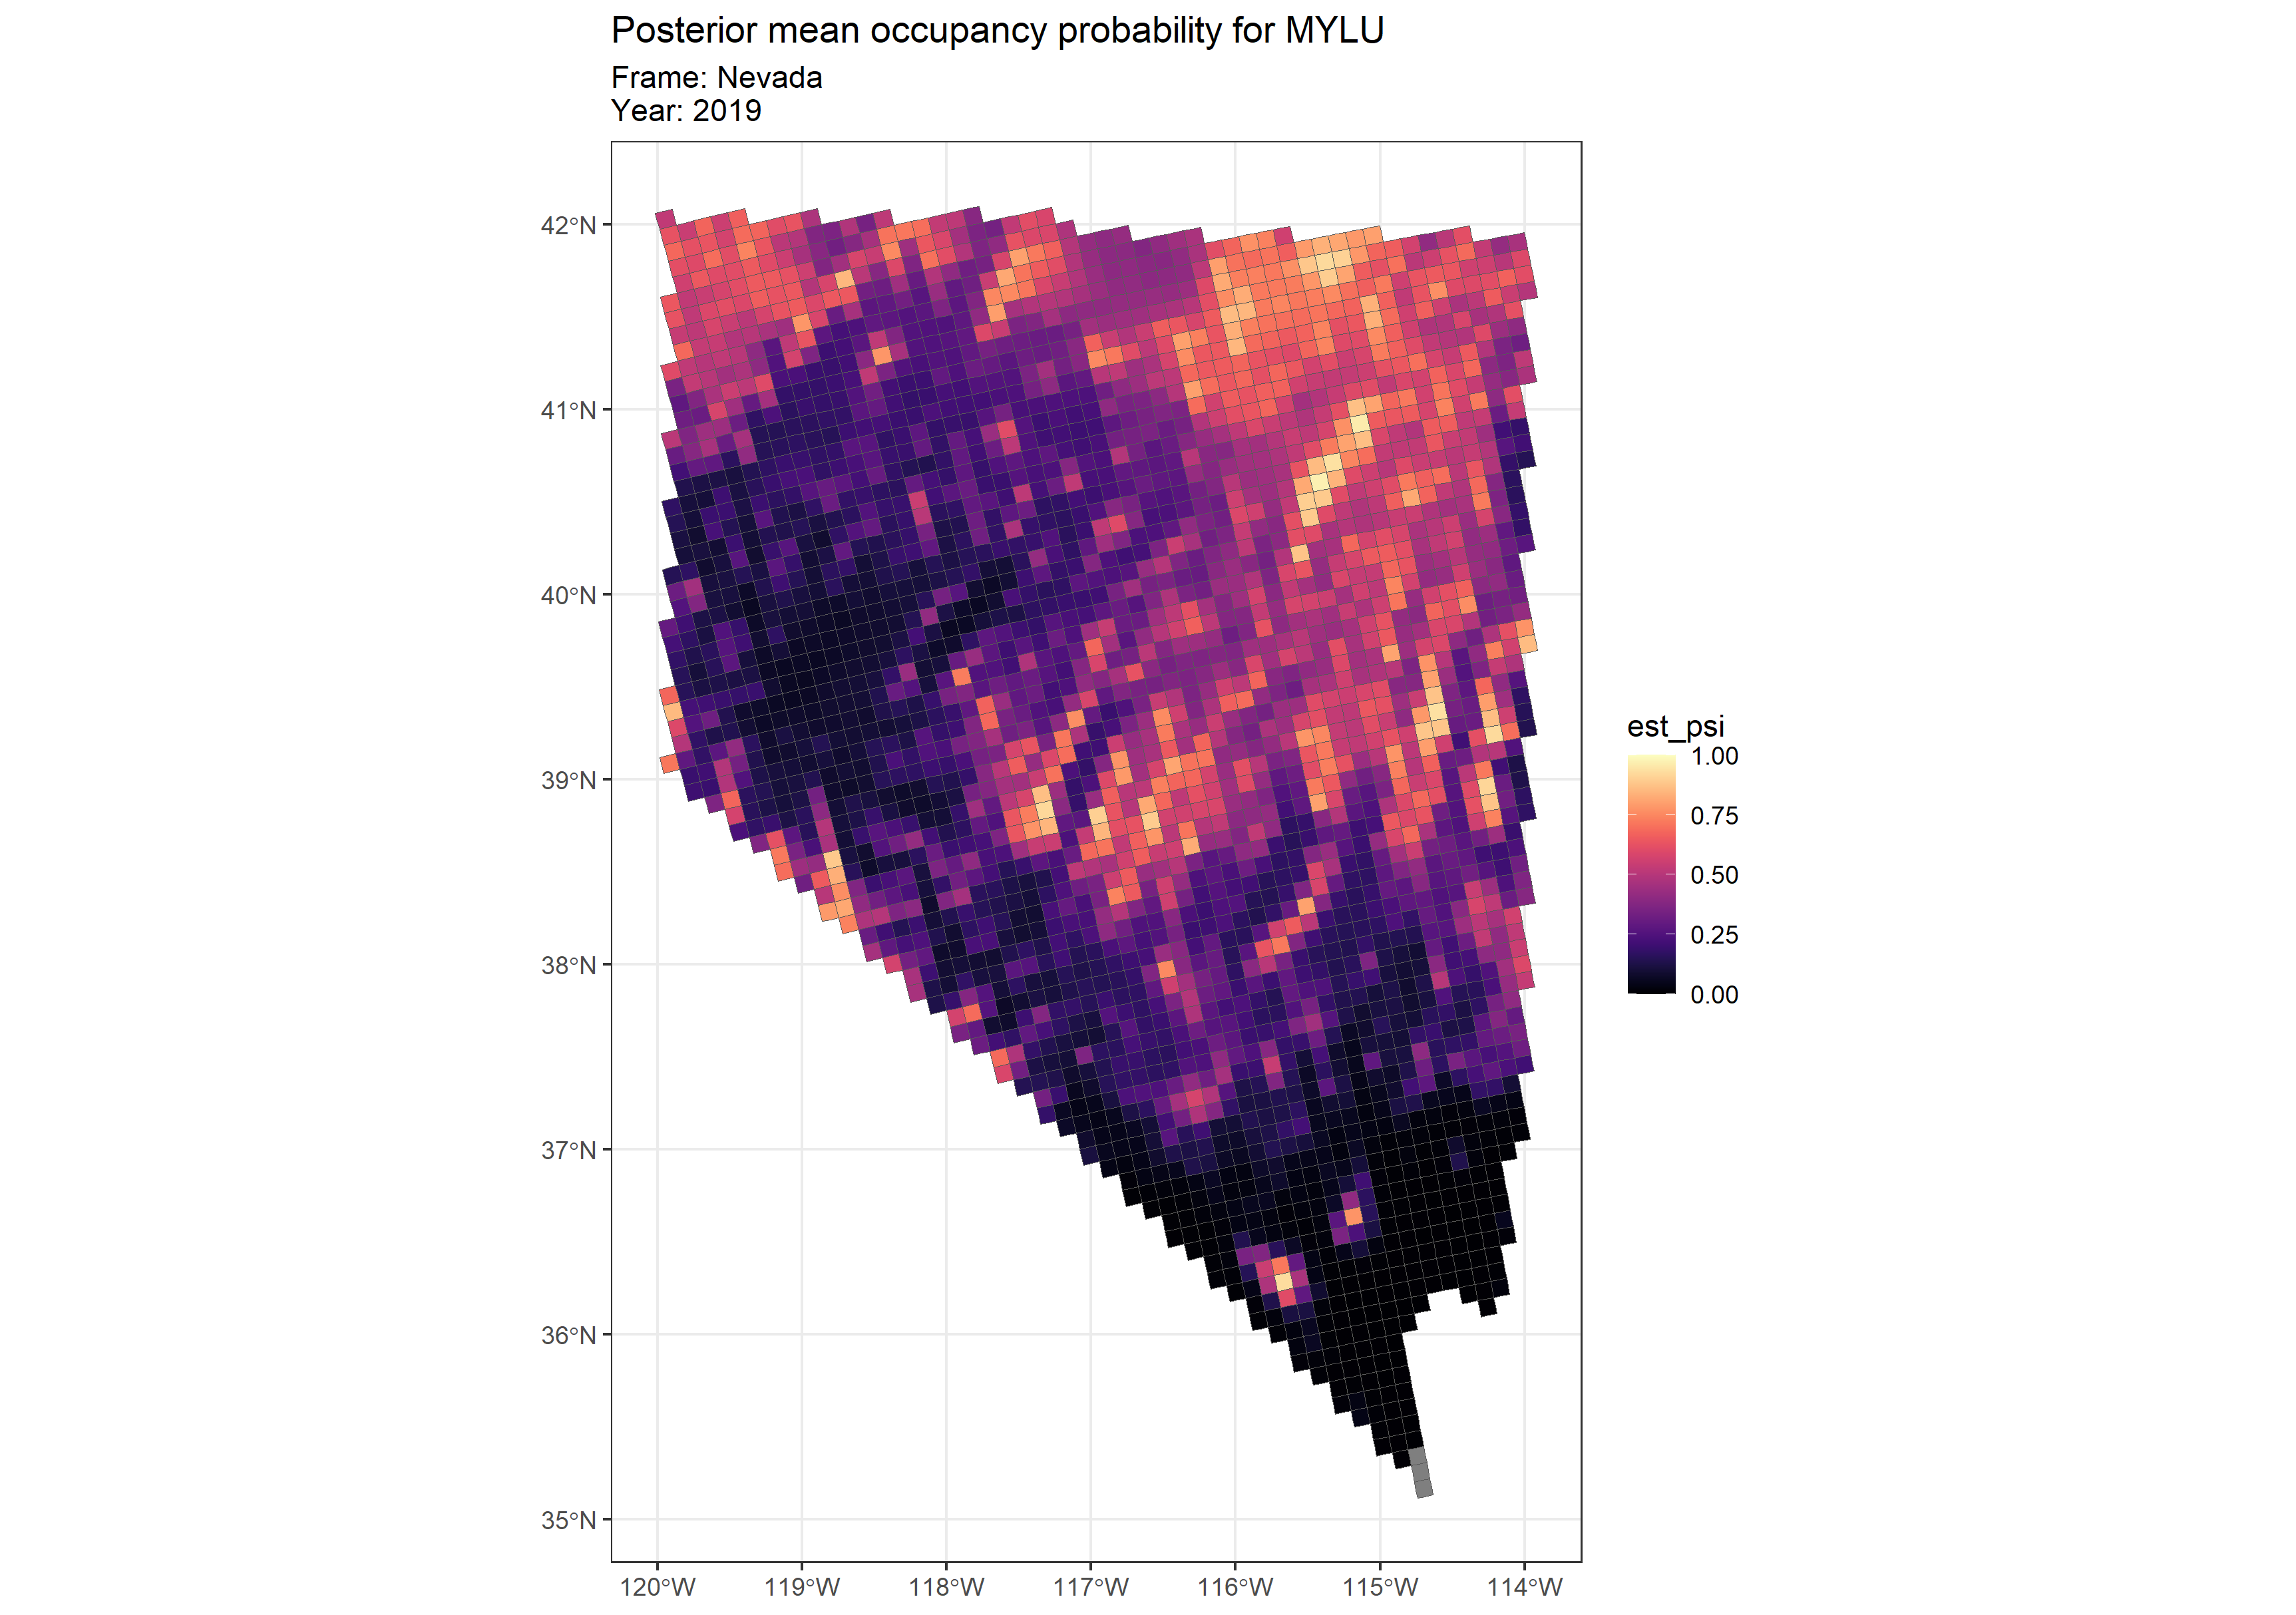 Posterior mean occupancy probability for MYLU
Frame: Nevada
Year: 2019
42°N
41°N
40°N
39°N
38°N
37°N
36°N
35°N
120°W 119°W 118°W 117°W 116°W 115°W 114°W
est_psi
1.00
0.75
0.50
0.25
0.00